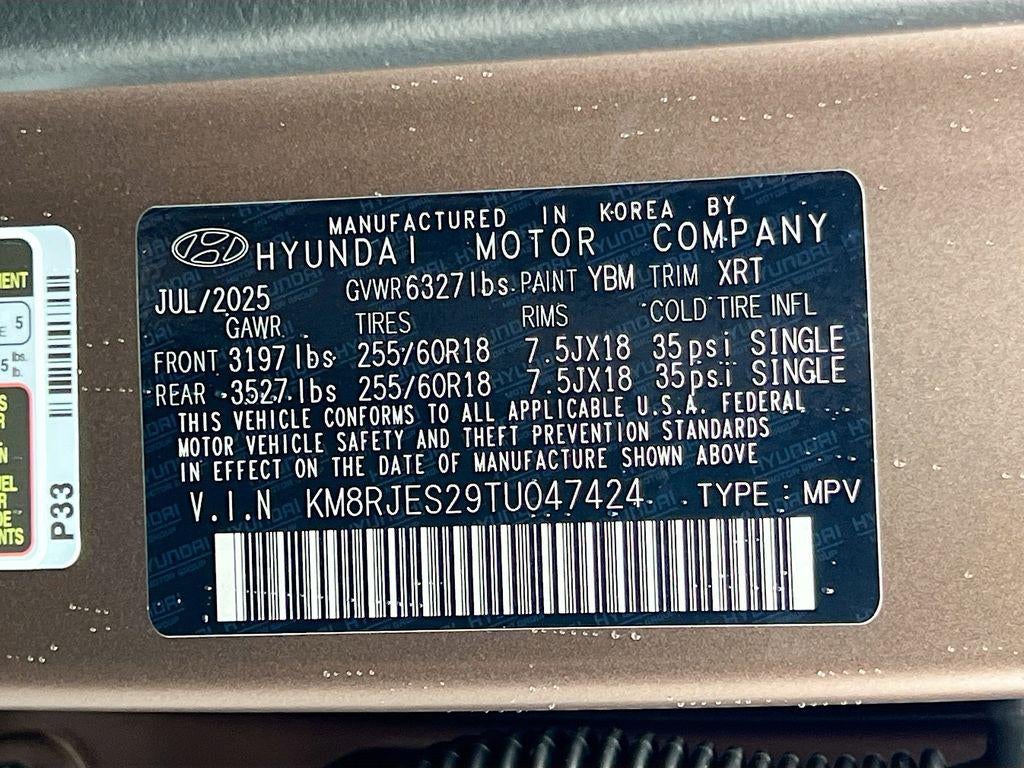 MANUFACTURED IN KOREA BY
HYUNDAI MOTOR COMPANY
JUL/2025 GVWR 6327lbs PAINT YBM TRIM XRT
GAWR TIRES RIMS COLD TIRE INFL
FRONT 3197lbs 255/60R18 7.5JX18 35psi SINGLE
REAR 3527lbs 255/60R18 7.5JX18 35psi SINGLE
THIS VEHICLE CONFORMS TO ALL APPLICABLE U.S.A. FEDERAL
MOTOR VEHICLE SAFETY AND THEFT PREVENTION STANDARDS
IN EFFECT ON THE DATE OF MANUFACTURE SHOWN ABOVE
V.I.N KM8RJES29TU047424 TYPE : MPV
5
lbs.
P33